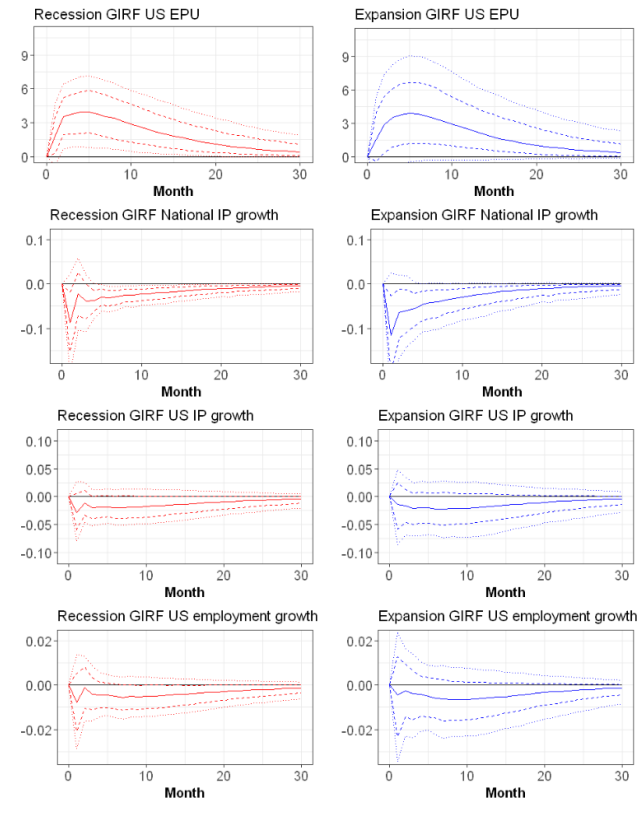 Recession GIRF US EPU
Expansion GIRF US EPU
9
6
3
0
0 10 20 30
Month
9
6
3
0
0 10 20 30
Month
Recession GIRF National IP growth
Expansion GIRF National IP growth
0.1
0.0
-0.1
0 10 20 30
Month
0.1
0.0
-0.1
0 10 20 30
Month
Recession GIRF US IP growth
Expansion GIRF US IP growth
0.10
0.05
0.00
-0.05
-0.10
0 10 20 30
Month
0.10
0.05
0.00
-0.05
-0.10
0 10 20 30
Month
Recession GIRF US employment growth
Expansion GIRF US employment growth
0.02
0.00
-0.02
0 10 20 30
Month
0.02
0.00
-0.02
0 10 20 30
Month